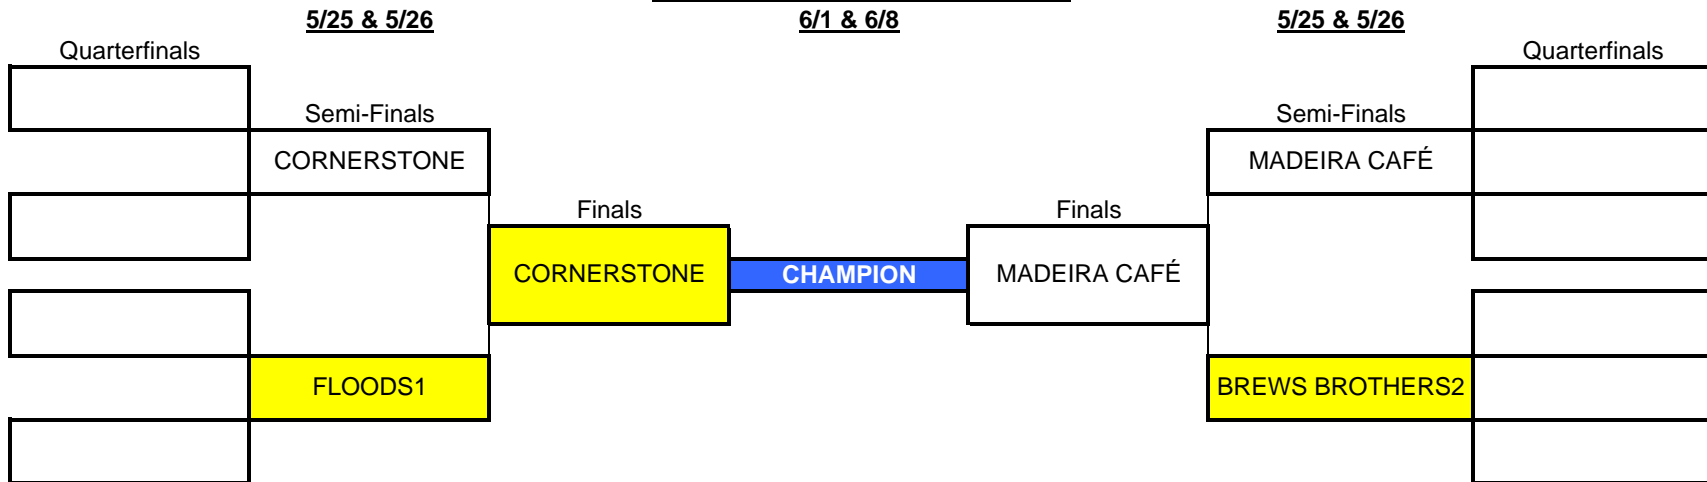 5/25 & 5/26
6/1 & 6/8
5/25 & 5/26
Quarterfinals
Quarterfinals
Semi-Finals
Semi-Finals
CORNERSTONE
MADEIRA CAFÉ
Finals
Finals
CORNERSTONE
CHAMPION
MADEIRA CAFÉ
FLOODS1
BREWS BROTHERS2